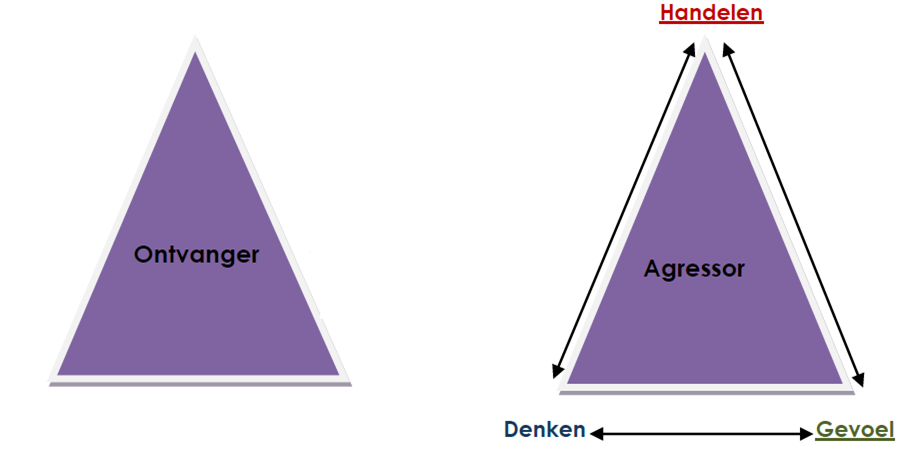 Handelen
Ontvanger
Agressor
Denken
Gevoel